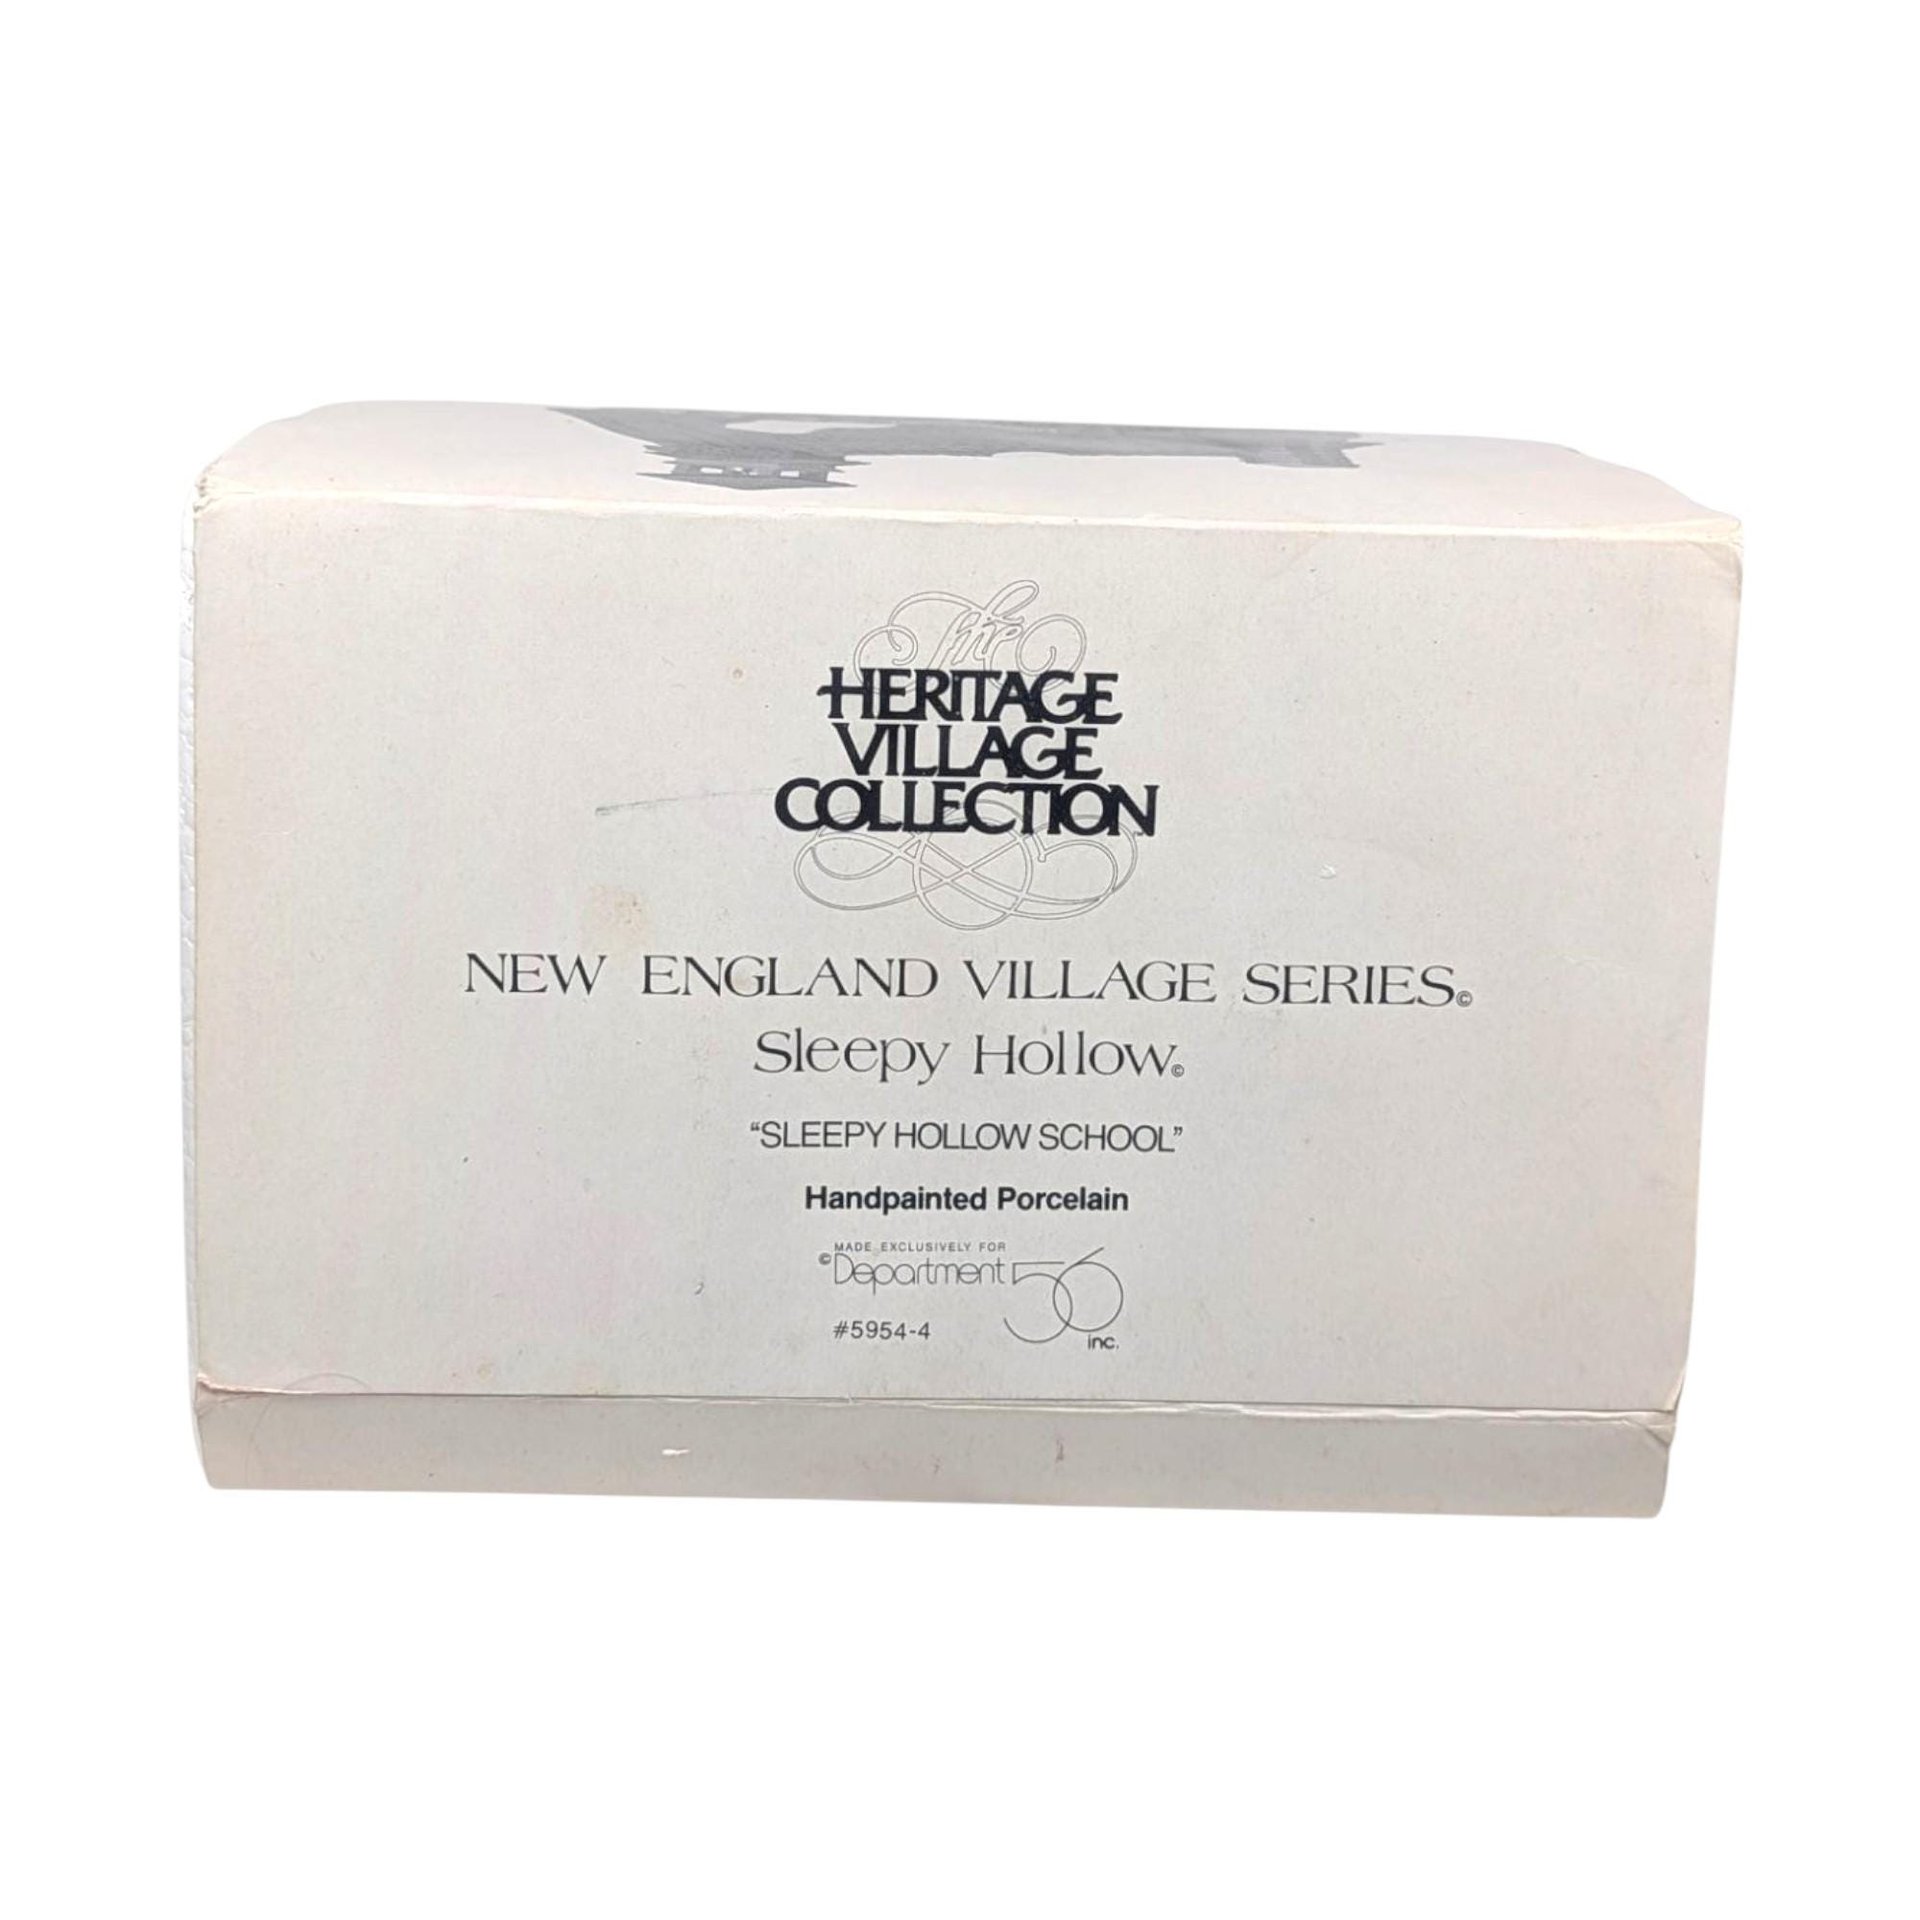 The
HERITAGE
VILLAGE
COLLECTION™
NEW ENGLAND VILLAGE SERIES©
Sleepy Hollow©
“SLEEPY HOLLOW SCHOOL”
Handpainted Porcelain
MADE EXCLUSIVELY FOR
©Department 56 inc.
#5954-4